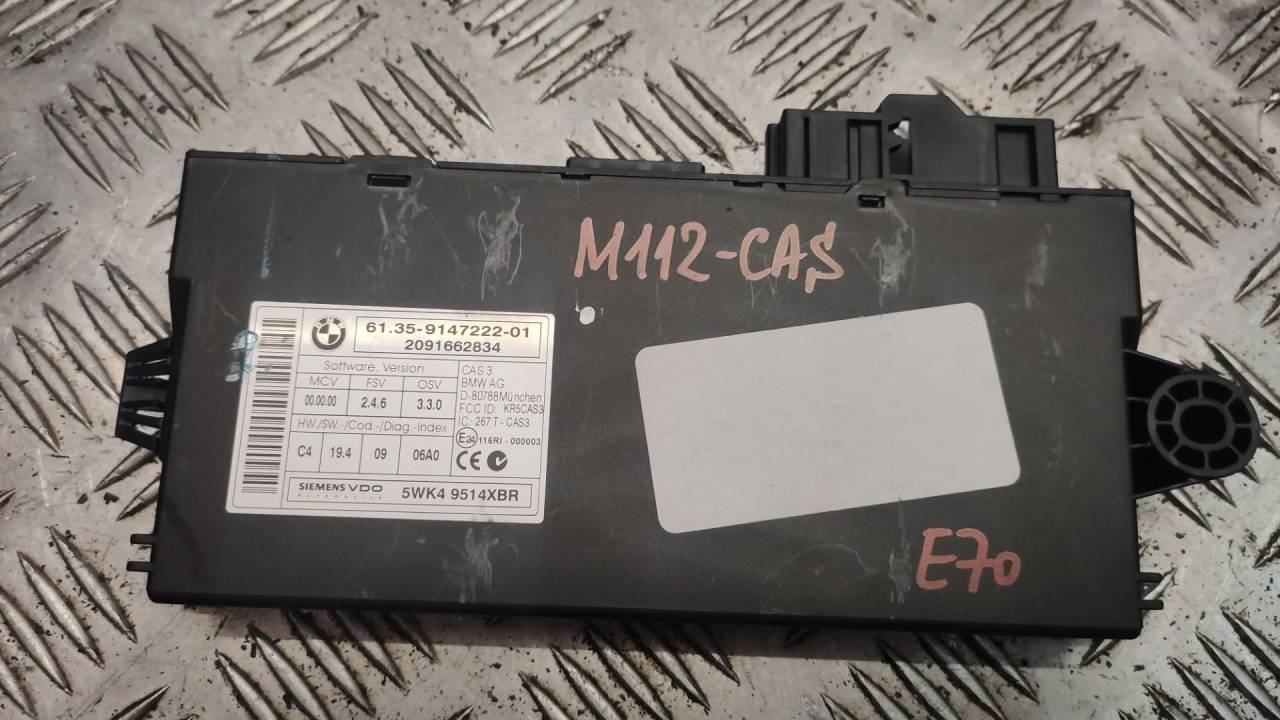 M112-CAS
61.35-9147222-01
2091662834
Software, Version
MCV FSV OSV
00.00.00 2.4.6 3.3.0
HW./SW.-/Cod.-/Diag.-Index
C4 19.4 09 06A0
CAS 3
BMW AG
D-80788München
FCC ID: KR5CAS3
IC: 267 T - CAS3
E24 116RI - 000003
CE
SIEMENS VDO
Automotive
5WK4 9514XBR
E70